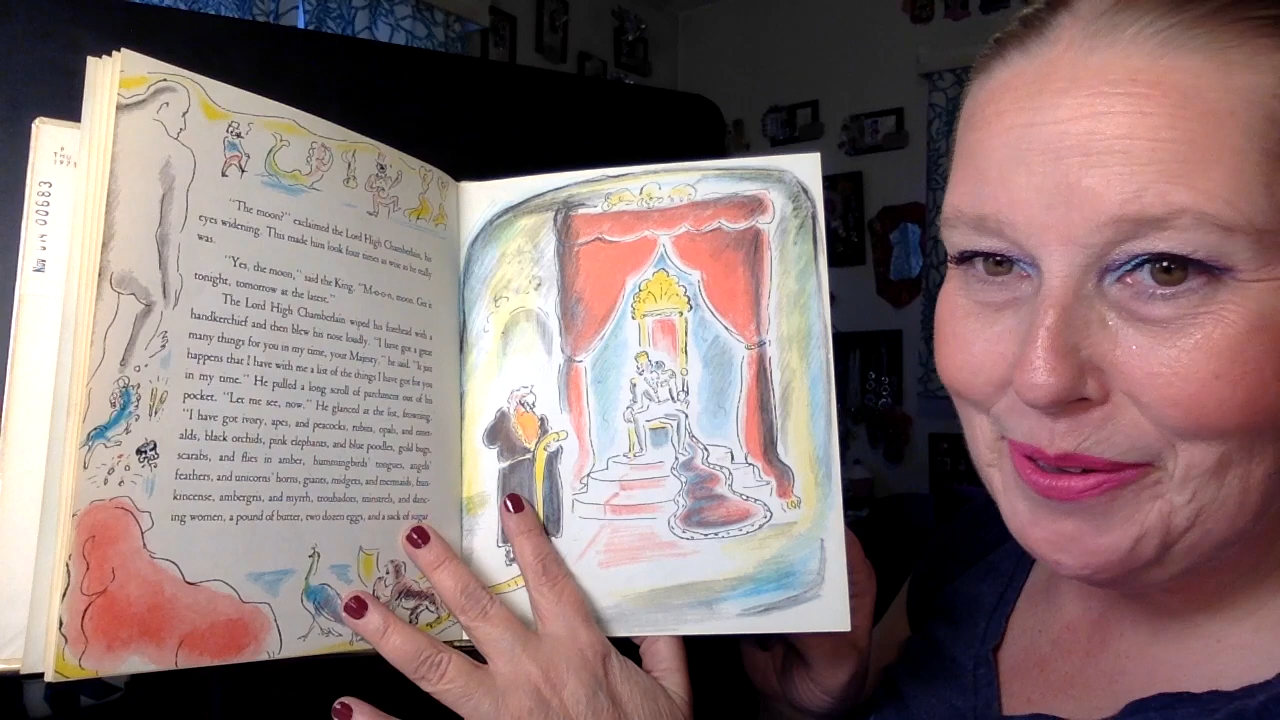 P
THU
1971
NOV UN 00683
"The moon?" exclaimed the Lord High Chamberlain, his
eyes widening. This made him look four times as wise as he really
was.
"Yes, the moon," said the King. "M-o-o-n, moon. Get it
tonight, tomorrow at the latest."
The Lord High Chamberlain wiped his forehead with a
handkerchief and then blew his nose loudly. "I have got a great
many things for you in my time, your Majesty," he said. "It just
happens that I have with me a list of the things I have got for you
in my time." He pulled a long scroll of parchment out of his
pocket. "Let me see, now." He glanced at the list, frowning.
"I have got ivory, apes, and peacocks, rubies, opals, and emer-
alds, black orchids, pink elephants, and blue poodles, gold bugs,
scarabs, and flies in amber, hummingbirds' tongues, angels'
feathers, and unicorns' horns, giants, midgets, and mermaids, fran-
kincense, ambergris, and myrrh, troubadors, minstrels, and danc-
ing women, a pound of butter, two dozen eggs, and a sack of sugar